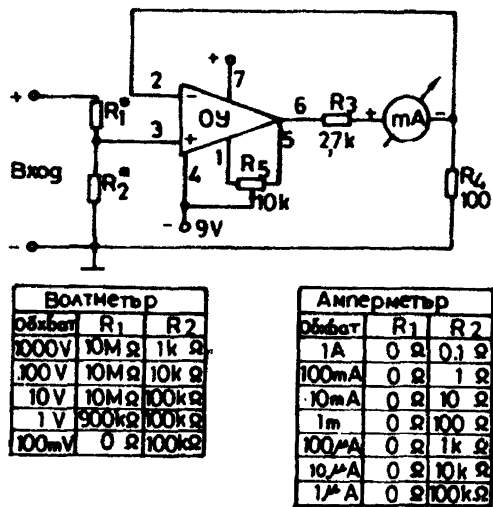 +
2
7
-
6
R3
+
mA
-
+
R1*
3
+
ОУ
5
2,7k
Вход
R2*
4
1
R5
10k
R4
100
-
9V
-
Волтметър
Обхват R1 R2
1000V 10MΩ 1kΩ
100V 10MΩ 10kΩ
10V 10MΩ 100kΩ
1V 900kΩ 100kΩ
100mV 0Ω 100kΩ
Амперметър
Обхват R1 R2
1A 0Ω 0,1Ω
100mA 0Ω 1Ω
10mA 0Ω 10Ω
1m 0Ω 100Ω
100μA 0Ω 1kΩ
10μA 0Ω 10kΩ
1μA 0Ω 100kΩ